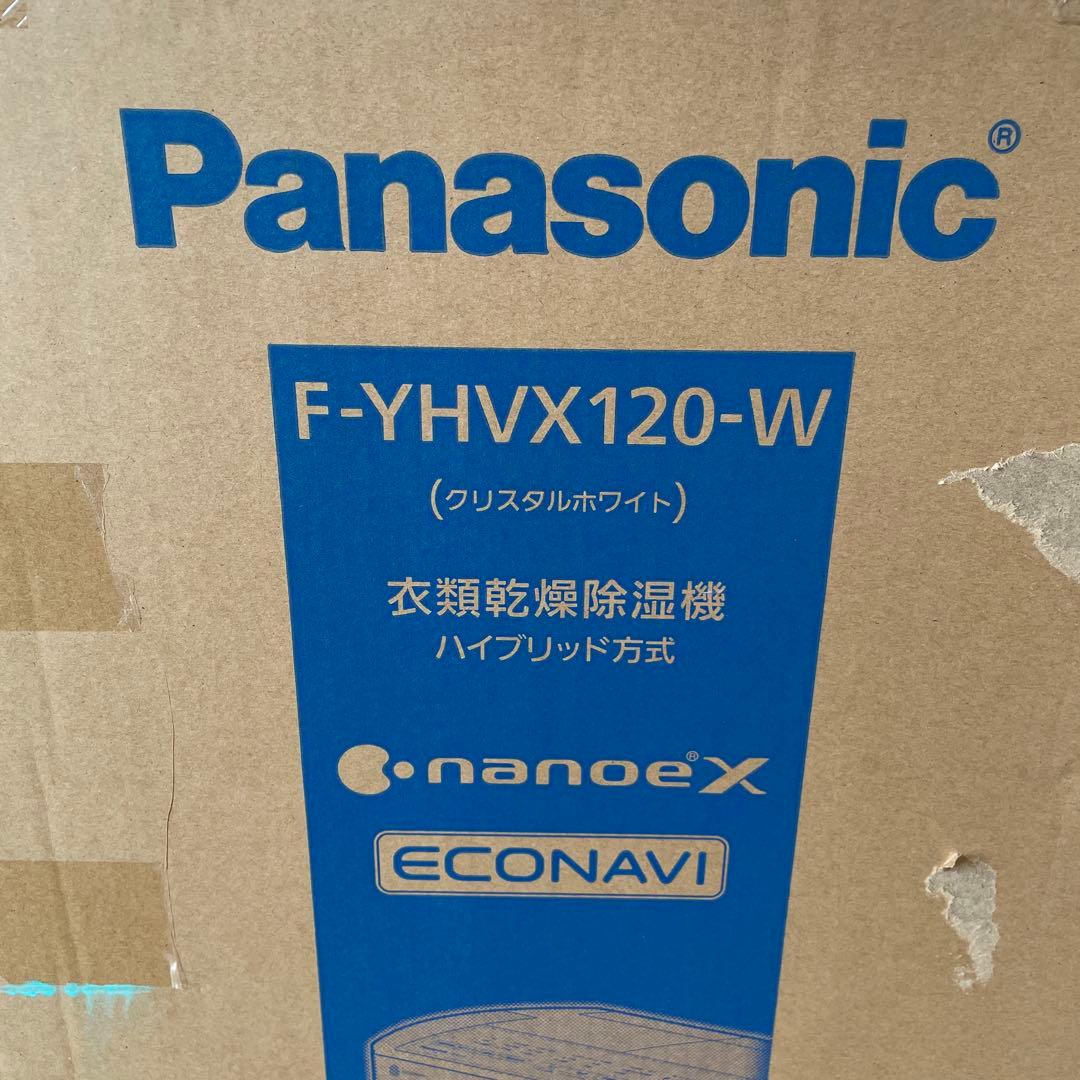 Panasonic®
F-YHVX120-W
(クリスタルホワイト)
衣類乾燥除湿機
ハイブリッド方式
nanoe®X
ECONAVI